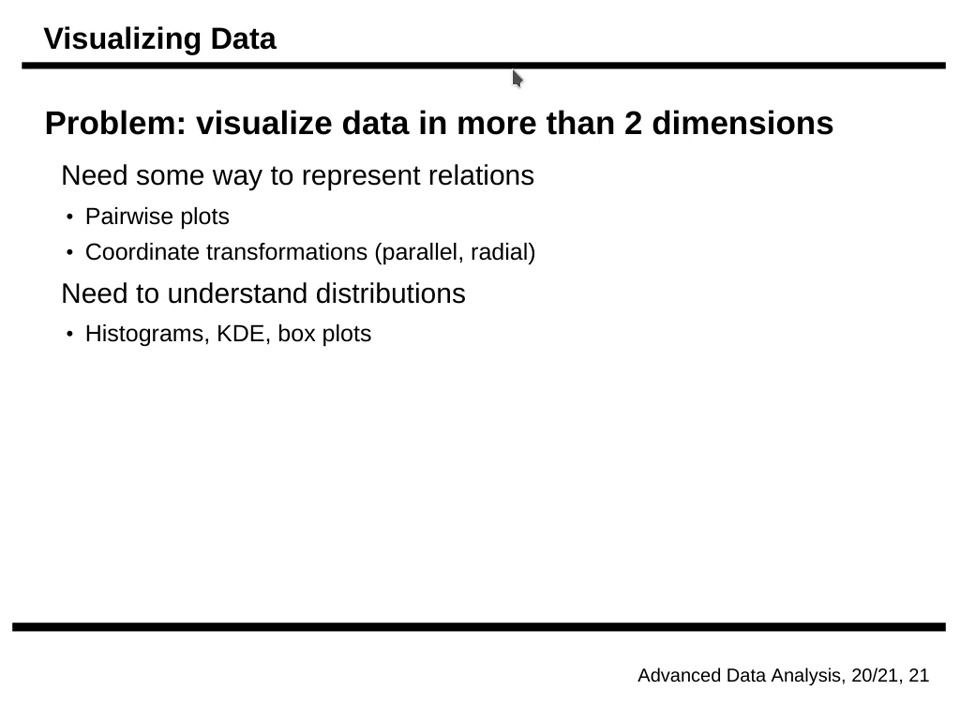 Visualizing Data
Problem: visualize data in more than 2 dimensions
Need some way to represent relations
• Pairwise plots
• Coordinate transformations (parallel, radial)
Need to understand distributions
• Histograms, KDE, box plots
Advanced Data Analysis, 20/21, 21